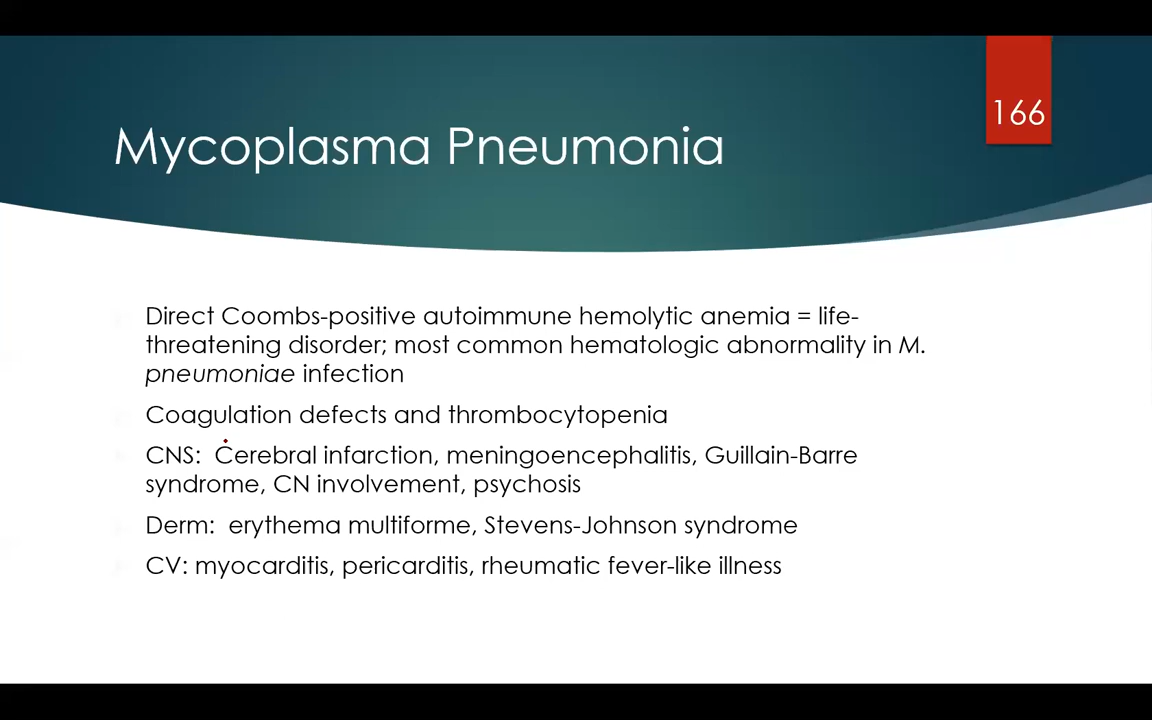 166
Mycoplasma Pneumonia
Direct Coombs-positive autoimmune hemolytic anemia = life-
threatening disorder; most common hematologic abnormality in M.
pneumoniae infection
Coagulation defects and thrombocytopenia
CNS:  Cerebral infarction, meningoencephalitis, Guillain-Barre
syndrome, CN involvement, psychosis
Derm:  erythema multiforme, Stevens-Johnson syndrome
CV: myocarditis, pericarditis, rheumatic fever-like illness